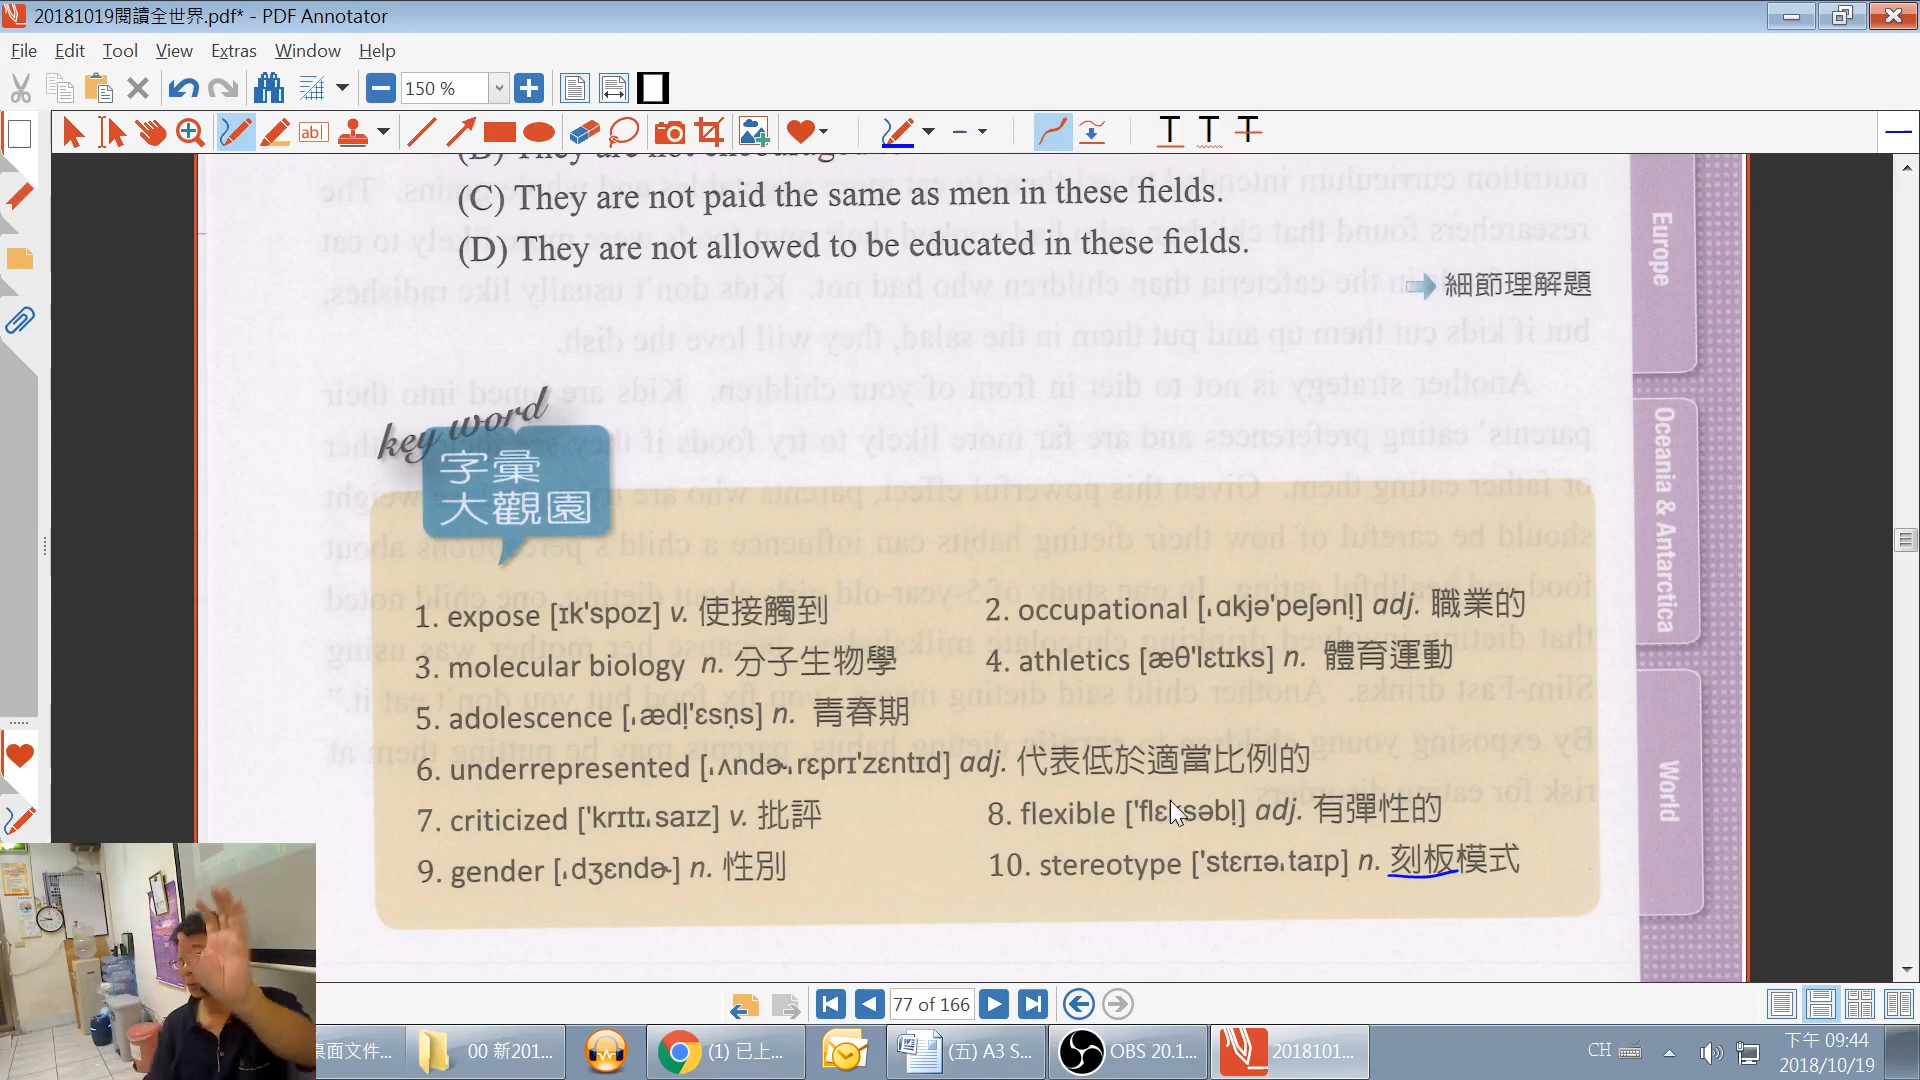 20181019閱讀全世界.pdf* - PDF Annotator
File Edit Tool View Extras Window Help
150 %
(C) They are not paid the same as men in these fields.
(D) They are not allowed to be educated in these fields.
細節理解題
key word
字彙
大觀園
1. expose [ɪk'spoz] v. 使接觸到
2. occupational [ˌɑkjə'peʃənl̩] adj. 職業的
3. molecular biology n. 分子生物學
4. athletics [æθ'lɛtɪks] n. 體育運動
5. adolescence [ˌædl̩'ɛsn̩s] n. 青春期
6. underrepresented [ˌʌndɚˌrɛprɪ'zɛntɪd] adj. 代表低於適當比例的
7. criticized ['krɪtɪˌsaɪz] v. 批評
8. flexible ['flɛksəbl̩] adj. 有彈性的
9. gender [ˌdʒɛndɚ] n. 性別
10. stereotype ['stɛrɪəˌtaɪp] n. 刻板模式
Europe
Oceania & Antarctica
World
77 of 166
桌面文件...
00 新201...
(1) 已上...
(五) A3 S...
OBS 20.1...
2018101...
CH
下午 09:44
2018/10/19